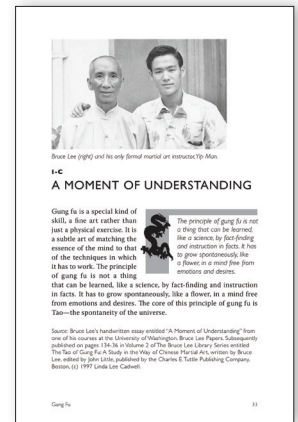 Bruce Lee (right) and his only formal martial art instructor, Yip Man.
1-C
A MOMENT OF UNDERSTANDING
Gung fu is a special kind of
skill, a fine art rather than
just a physical exercise. It is
a subtle art of matching the
essence of the mind to that
of the techniques in which
it has to work. The principle
of gung fu is not a thing
that can be learned, like a science, by fact-finding and instruction
in facts. It has to grow spontaneously, like a flower, in a mind free
from emotions and desires. The core of this principle of gung fu is
Tao—the spontaneity of the universe.
The principle of gung fu is not
a thing that can be learned,
like a science, by fact-finding
and instruction in facts. It has
to grow spontaneously, like
a flower, in a mind free from
emotions and desires.
Source: Bruce Lee's handwritten essay entitled "A Moment of Understanding" from
one of his courses at the University of Washington. Bruce Lee Papers. Subsequently
published on pages 134-36 in Volume 2 of The Bruce Lee Library Series entitled
The Tao of Gung Fu: A Study in the Way of Chinese Martial Art, written by Bruce
Lee, edited by John Little, published by the Charles E. Tuttle Publishing Company,
Boston, (c) 1997 Linda Lee Cadwell.
Gung Fu